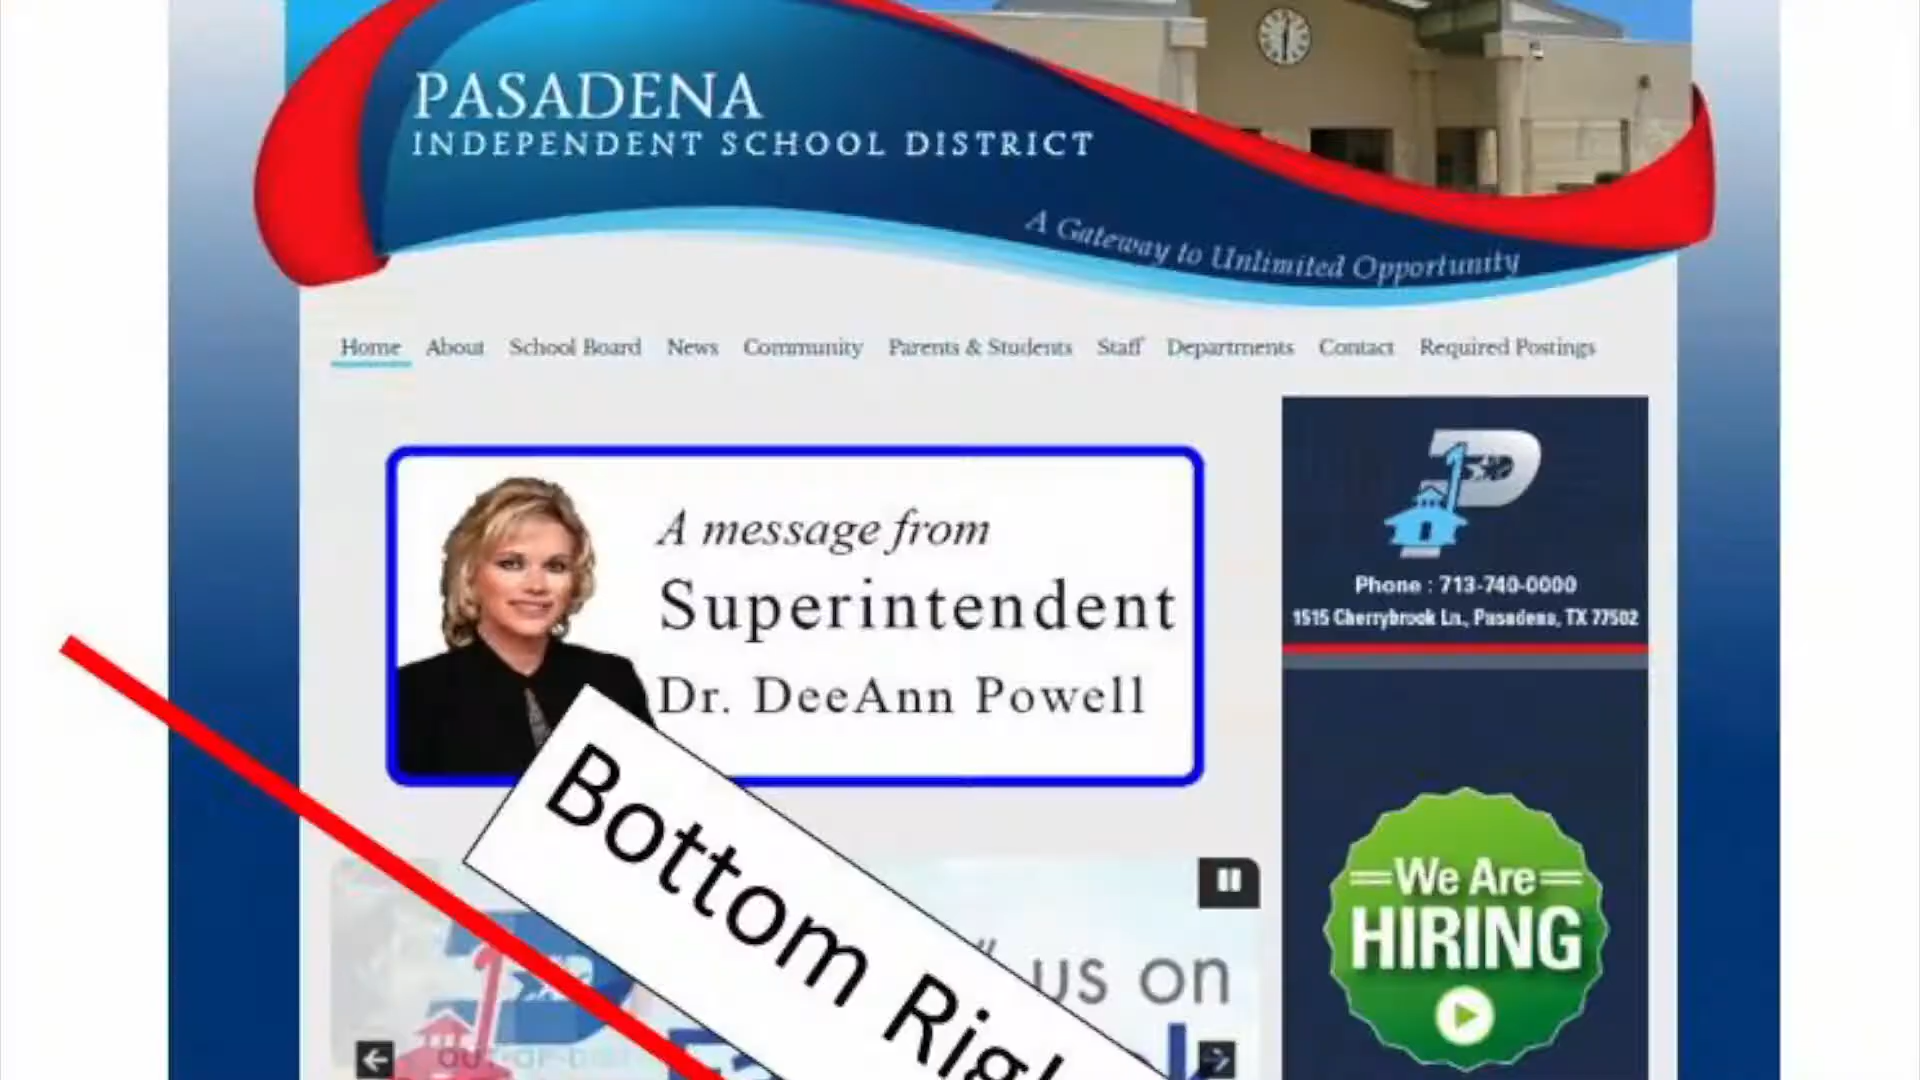 PASADENA
INDEPENDENT SCHOOL DISTRICT
A Gateway to Unlimited Opportunity
Home About School Board News Community Parents & Students Staff Departments Contact Required Postings
A message from
Superintendent
Dr. DeeAnn Powell
Phone : 713-740-0000
1515 Cherrybrook Ln., Pasadena, TX 77502
We Are
HIRING
Bottom
us on